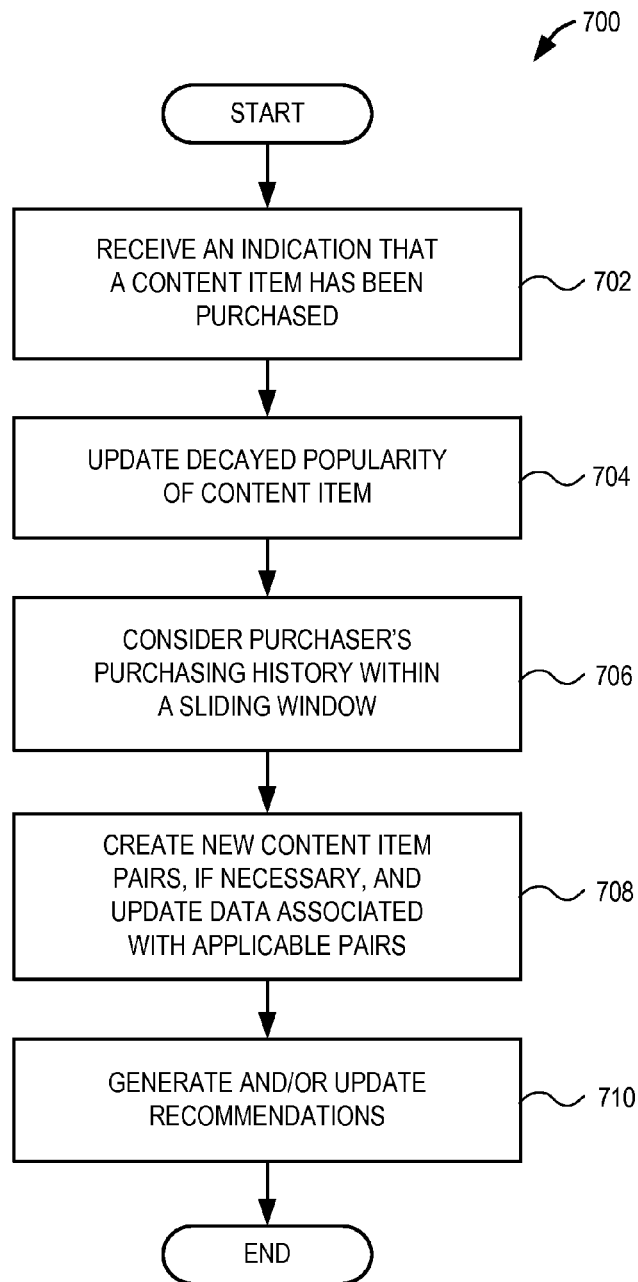 700
START
RECEIVE AN INDICATION THAT
A CONTENT ITEM HAS BEEN
PURCHASED
702
UPDATE DECAYED POPULARITY
OF CONTENT ITEM
704
CONSIDER PURCHASER'S
PURCHASING HISTORY WITHIN
A SLIDING WINDOW
706
CREATE NEW CONTENT ITEM
PAIRS, IF NECESSARY, AND
UPDATE DATA ASSOCIATED
WITH APPLICABLE PAIRS
708
GENERATE AND/OR UPDATE
RECOMMENDATIONS
710
END